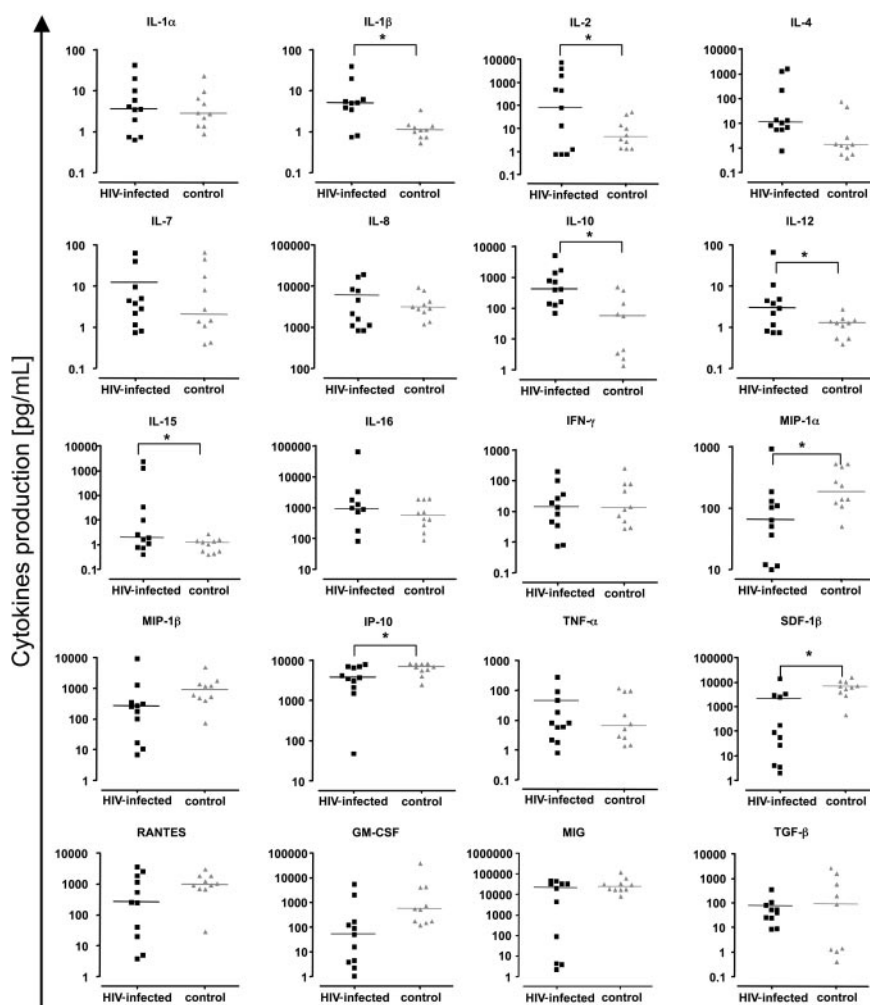 Cytokines production [pg/mL]
IL-1α
100
10
1
0.1
HIV-infected control
IL-1β
*
100
10
1
0.1
HIV-infected control
IL-2
*
10000
1000
100
10
1
0.1
HIV-infected control
IL-4
10000
1000
100
10
1
0.1
HIV-infected control
IL-7
100
10
1
0.1
HIV-infected control
IL-8
100000
10000
1000
100
HIV-infected control
IL-10
*
10000
1000
100
10
1
HIV-infected control
IL-12
*
100
10
1
0.1
HIV-infected control
IL-15
*
10000
1000
100
10
1
0.1
HIV-infected control
IL-16
100000
10000
1000
100
10
HIV-infected control
IFN-γ
1000
100
10
1
0.1
HIV-infected control
MIP-1α
*
1000
100
10
HIV-infected control
MIP-1β
10000
1000
100
10
1
HIV-infected control
IP-10
*
10000
1000
100
10
HIV-infected control
TNF-α
1000
100
10
1
0.1
HIV-infected control
SDF-1β
*
100000
10000
1000
100
10
1
HIV-infected control
RANTES
10000
1000
100
10
1
HIV-infected control
GM-CSF
100000
10000
1000
100
10
1
HIV-infected control
MIG
1000000
100000
10000
1000
100
10
1
HIV-infected control
TGF-β
10000
1000
100
10
1
0.1
HIV-infected control